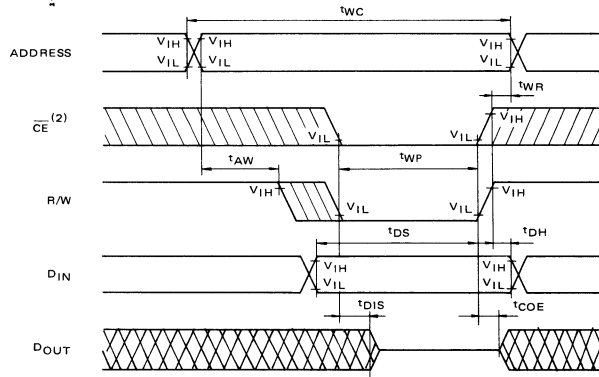 tWC
ADDRESS VIH VIH VIH
VIL VIL VIL
tWR
CE (2) VIH
VIL VIL
tAW tWP
R/W VIH VIH
VIL VIL
tDS tDH
DIN VIH VIH
VIL VIL
tDIS tCOE
DOUT